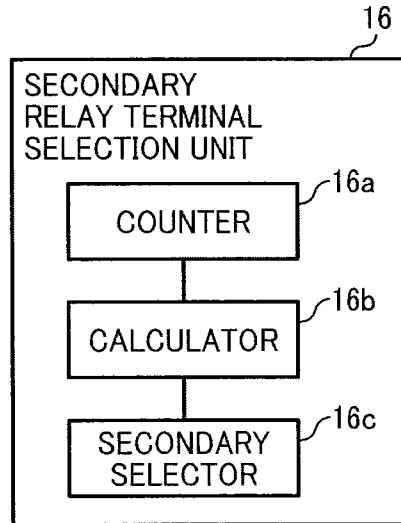 16
SECONDARY
RELAY TERMINAL
SELECTION UNIT
16a
COUNTER
16b
CALCULATOR
16c
SECONDARY
SELECTOR